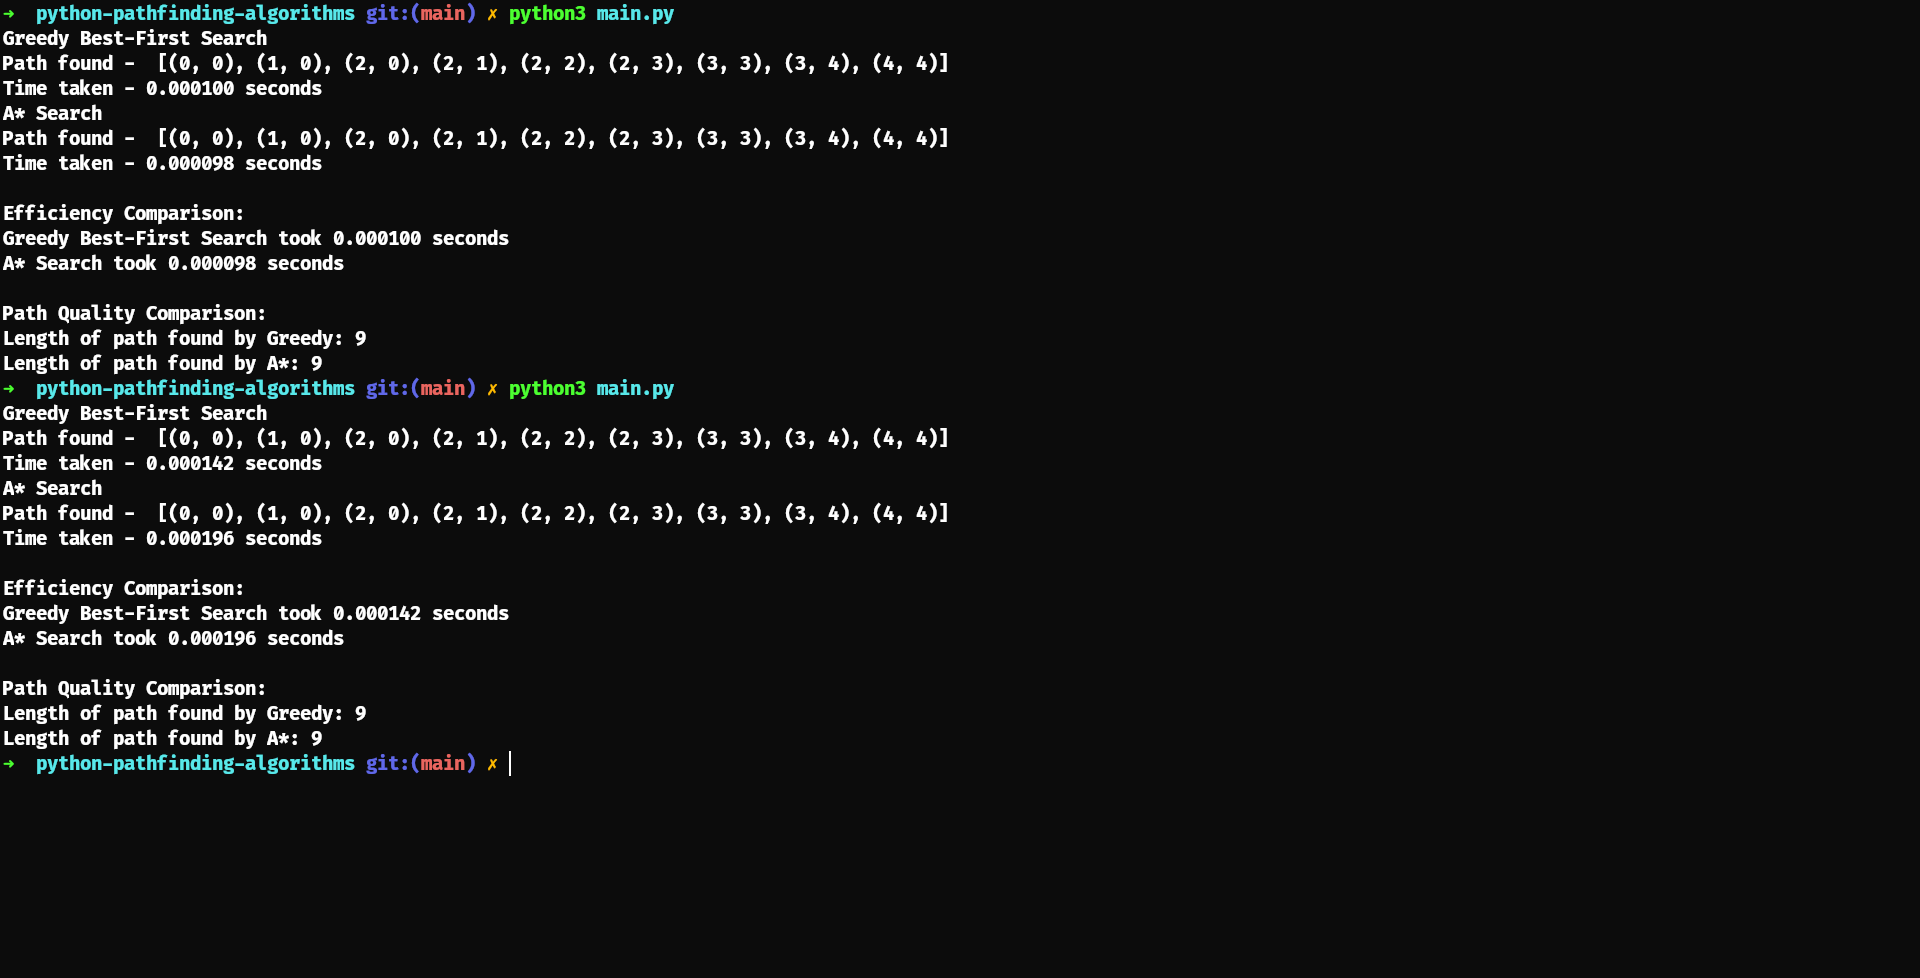 ➜  python-pathfinding-algorithms git:(main) ✗ python3 main.py
Greedy Best-First Search
Path found -  [(0, 0), (1, 0), (2, 0), (2, 1), (2, 2), (2, 3), (3, 3), (3, 4), (4, 4)]
Time taken - 0.000100 seconds
A* Search
Path found -  [(0, 0), (1, 0), (2, 0), (2, 1), (2, 2), (2, 3), (3, 3), (3, 4), (4, 4)]
Time taken - 0.000098 seconds

Efficiency Comparison:
Greedy Best-First Search took 0.000100 seconds
A* Search took 0.000098 seconds

Path Quality Comparison:
Length of path found by Greedy: 9
Length of path found by A*: 9
➜  python-pathfinding-algorithms git:(main) ✗ python3 main.py
Greedy Best-First Search
Path found -  [(0, 0), (1, 0), (2, 0), (2, 1), (2, 2), (2, 3), (3, 3), (3, 4), (4, 4)]
Time taken - 0.000142 seconds
A* Search
Path found -  [(0, 0), (1, 0), (2, 0), (2, 1), (2, 2), (2, 3), (3, 3), (3, 4), (4, 4)]
Time taken - 0.000196 seconds

Efficiency Comparison:
Greedy Best-First Search took 0.000142 seconds
A* Search took 0.000196 seconds

Path Quality Comparison:
Length of path found by Greedy: 9
Length of path found by A*: 9
➜  python-pathfinding-algorithms git:(main) ✗